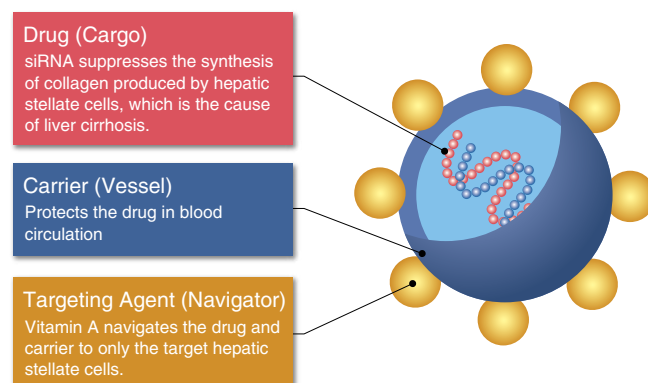 Drug (Cargo)
siRNA suppresses the synthesis
of collagen produced by hepatic
stellate cells, which is the cause
of liver cirrhosis.
Carrier (Vessel)
Protects the drug in blood
circulation
Targeting Agent (Navigator)
Vitamin A navigates the drug and
carrier to only the target hepatic
stellate cells.